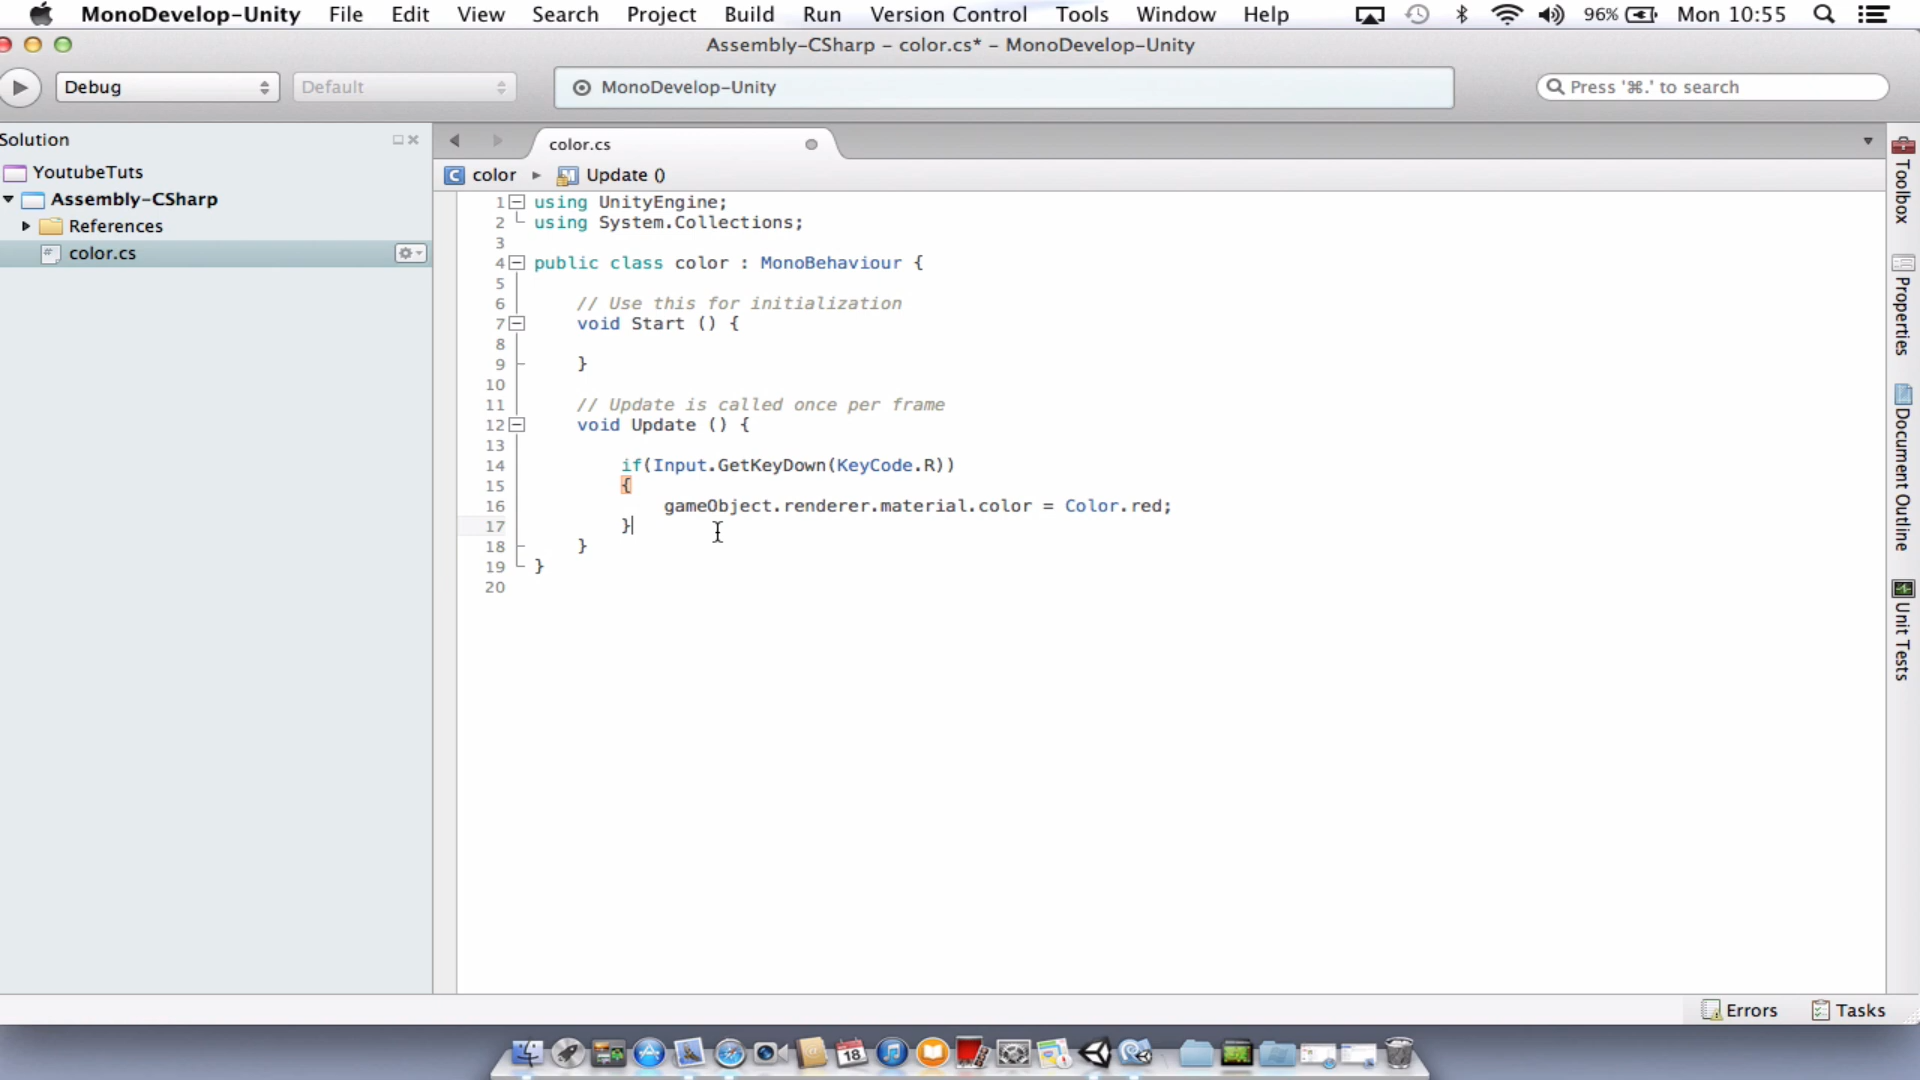 MonoDevelop-Unity File Edit View Search Project Build Run Version Control Tools Window Help 96% Mon 10:55
Assembly-CSharp – color.cs* – MonoDevelop-Unity
Debug Default MonoDevelop-Unity Press '⌘.' to search
Solution
YoutubeTuts
Assembly-CSharp
References
color.cs
color.cs
color ▸ Update ()
1 using UnityEngine;
2 using System.Collections;
3
4 public class color : MonoBehaviour {
5
6 // Use this for initialization
7 void Start () {
8
9 }
10
11 // Update is called once per frame
12 void Update () {
13
14 if(Input.GetKeyDown(KeyCode.R))
15 {
16 gameObject.renderer.material.color = Color.red;
17 }
18 }
19 }
20
Toolbox
Properties
Document Outline
Unit Tests
Errors Tasks
18